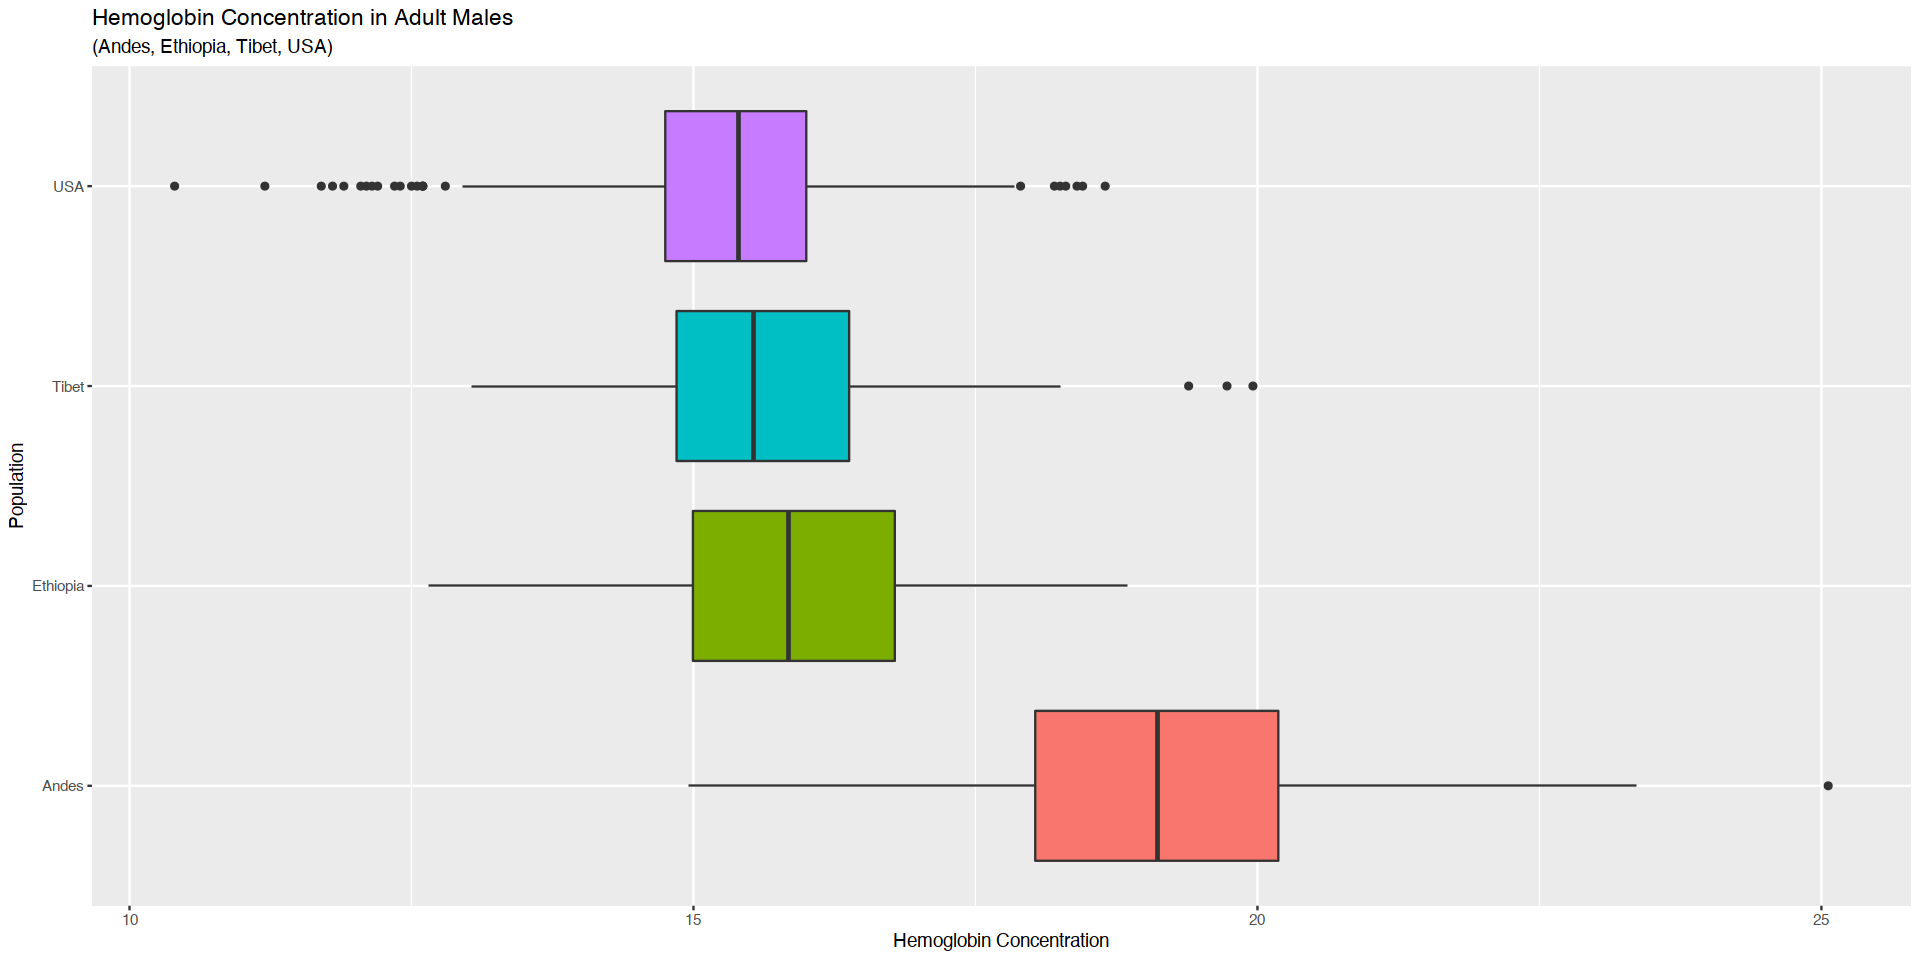 Hemoglobin Concentration in Adult Males
(Andes, Ethiopia, Tibet, USA)
Population
USA
Tibet
Ethiopia
Andes
10 15 20 25
Hemoglobin Concentration